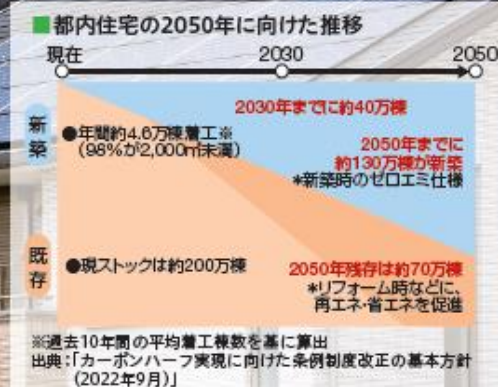 ■都内住宅の2050年に向けた推移
現在 2030 2050
新築
2030年までに約40万棟
●年間約4.6万棟着工※
(98%が2,000㎡未満)
2050年までに
約130万棟が新築
*新築時のゼロエミ仕様
既存
●現ストックは約200万棟
2050年残存は約70万棟
*リフォーム時などに、
再エネ・省エネを促進
※過去10年間の平均着工棟数を基に算出
出典:「カーボンハーフ実現に向けた条例制度改正の基本方針
(2022年9月)」